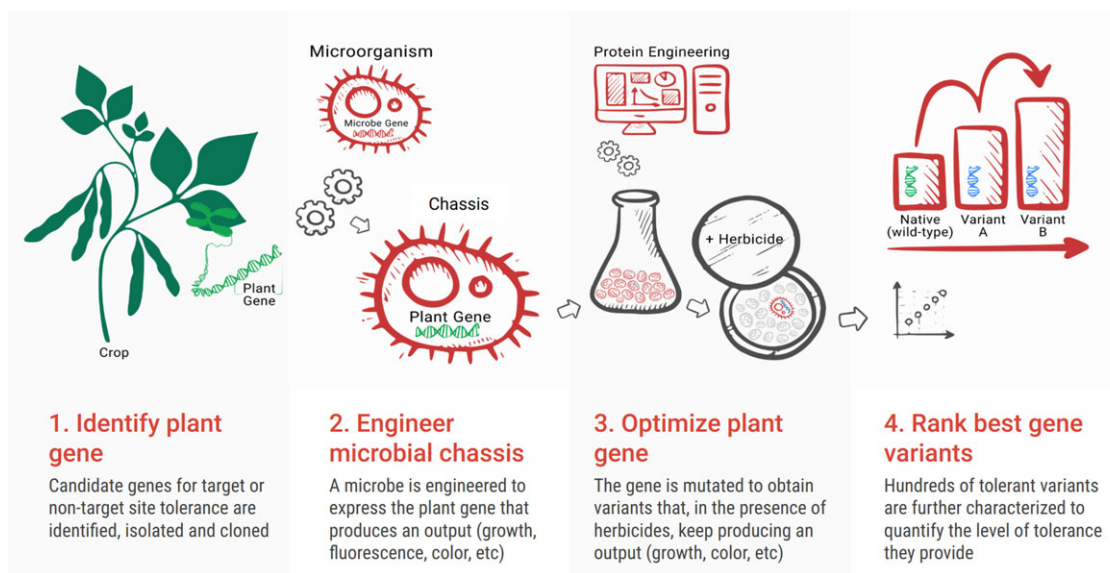 Plant
Gene
Crop
Microorganism
Microbe Gene
Chassis
Plant Gene
Protein Engineering
+ Herbicide
Native
(wild-type)
Variant
A
Variant
B
1. Identify plant
gene
Candidate genes for target or
non-target site tolerance are
identified, isolated and cloned
2. Engineer
microbial chassis
A microbe is engineered to
express the plant gene that
produces an output (growth,
fluorescence, color, etc)
3. Optimize plant
gene
The gene is mutated to obtain
variants that, in the presence of
herbicides, keep producing an
output (growth, color, etc)
4. Rank best gene
variants
Hundreds of tolerant variants
are further characterized to
quantify the level of tolerance
they provide